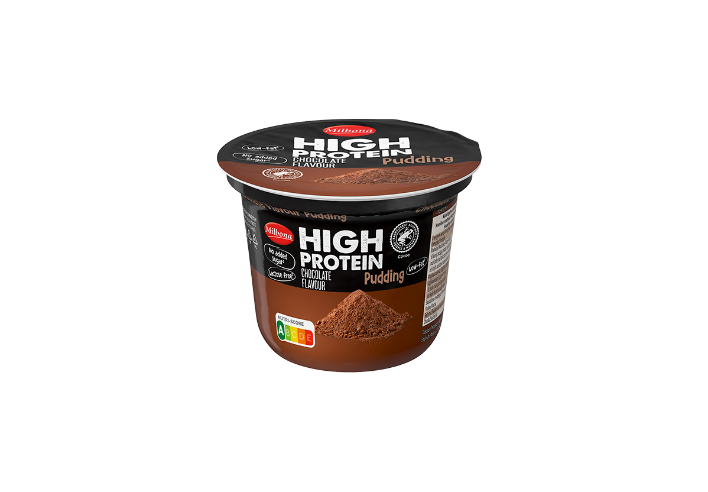 Milbona
HIGH
PROTEIN
CHOCOLATE
FLAVOUR
Pudding
Low-Fat
No added
Sugar
Pudding
Milbona
HIGH
PROTEIN
CHOCOLATE
FLAVOUR
Pudding
Low-Fat
No added
sugar
Lactose Free
Cocoa
NUTRI-SCORE
A B C D E